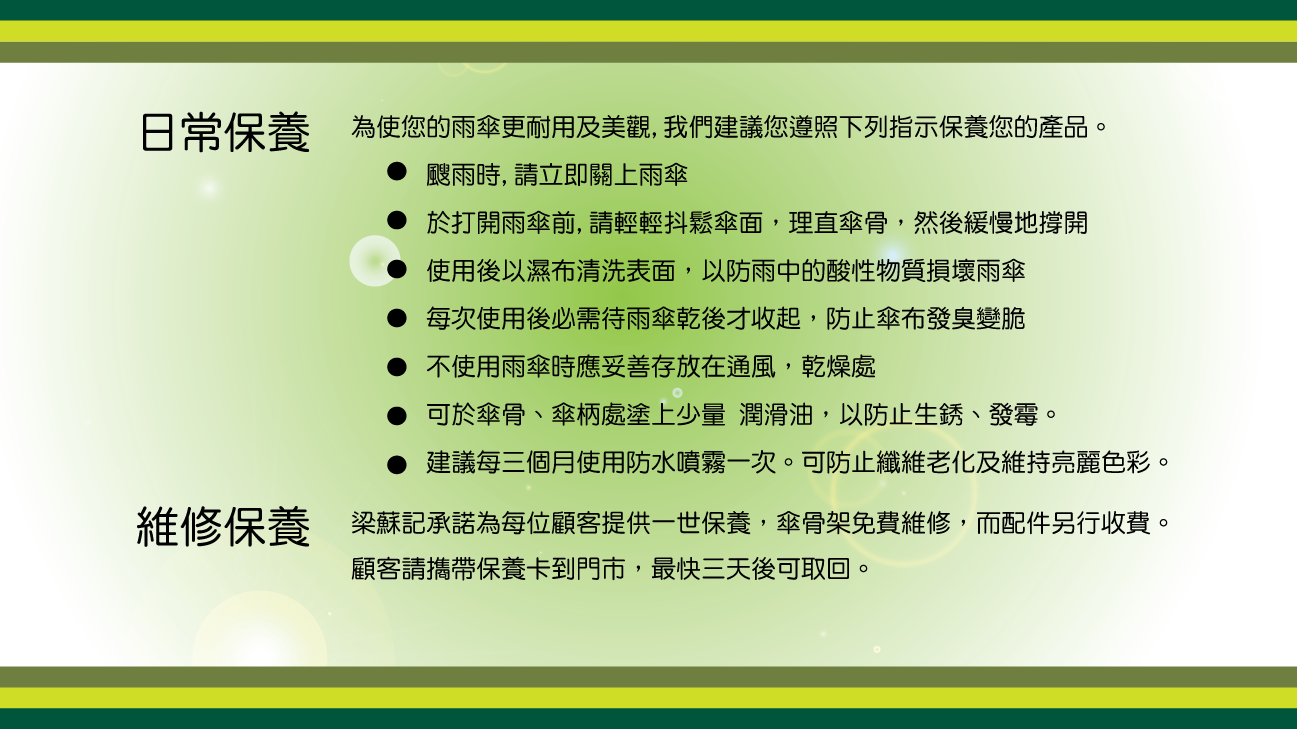 日常保養
為使您的雨傘更耐用及美觀,我們建議您遵照下列指示保養您的產品。
● 颼雨時,請立即關上雨傘
● 於打開雨傘前,請輕輕抖鬆傘面，理直傘骨，然後緩慢地撐開
● 使用後以濕布清洗表面，以防雨中的酸性物質損壞雨傘
● 每次使用後必需待雨傘乾後才收起，防止傘布發臭變脆
● 不使用雨傘時應妥善存放在通風，乾燥處
● 可於傘骨、傘柄處塗上少量 潤滑油，以防止生銹、發霉。
● 建議每三個月使用防水噴霧一次。可防止纖維老化及維持亮麗色彩。
維修保養
梁蘇記承諾為每位顧客提供一世保養，傘骨架免費維修，而配件另行收費。
顧客請攜帶保養卡到門市，最快三天後可取回。